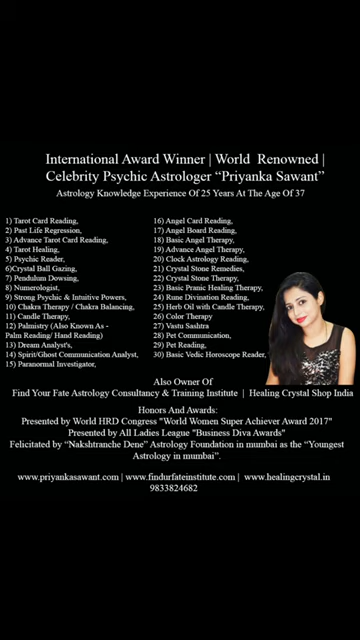 International Award Winner | World Renowned |
Celebrity Psychic Astrologer "Priyanka Sawant"
Astrology Knowledge Experience Of 25 Years At The Age Of 37
1) Tarot Card Reading,
2) Past Life Regression,
3) Advance Tarot Card Reading,
4) Tarot Healing,
5) Psychic Reader,
6)Crystal Ball Gazing,
7) Pendulum Dowsing,
8) Numerologist,
9) Strong Psychic & Intuitive Powers,
10) Chakra Therapy / Chakra Balancing,
11) Candle Therapy,
12) Palmistry (Also Known as -
Palm Reading/ Hand Reading)
13) Dream Analyst's,
14) Spirit/Ghost Communication Analyst,
15) Paranormal Investigator,
16) Angel Card Reading,
17) Angel Board Reading,
18) Basic Angel Therapy,
19) Advance Angel Therapy,
20) Clock Astrology Reading,
21) Crystal Stone Remedies,
22) Crystal Stone Therapy,
23) Basic Pranic Healing Therapy,
24) Rune Divination Reading,
25) Herb Oil with Candle Therapy,
26) Color Therapy
27) Vastu Sashtra
28) Pet Communication,
29) Pet Reading,
30) Basic Vedic Horoscope Reader,
Also Owner Of
Find Your Fate Astrology Consultancy & Training Institute | Healing Crystal Shop India
Honors And Awards:
Presented by World HRD Congress "World Women Super Achiever Award 2017"
Presented by All Ladies League "Business Diva Awards"
Felicitated by "Nakshtranche Dene" Astrology Foundation in mumbai as the "Youngest
Astrology in mumbai".
www.priyankasawant.com | www.findurfateinstitute.com | www.healingcrystal.in
9833824682